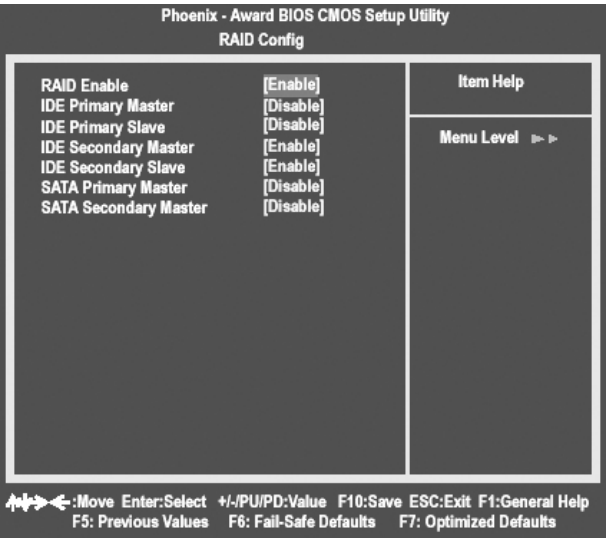 Phoenix - Award BIOS CMOS Setup Utility
RAID Config
RAID Enable [Enable]
IDE Primary Master [Disable]
IDE Primary Slave [Disable]
IDE Secondary Master [Enable]
IDE Secondary Slave [Enable]
SATA Primary Master [Disable]
SATA Secondary Master [Disable]
Item Help
Menu Level
:Move Enter:Select +/-/PU/PD:Value F10:Save ESC:Exit F1:General Help
F5: Previous Values F6: Fail-Safe Defaults F7: Optimized Defaults